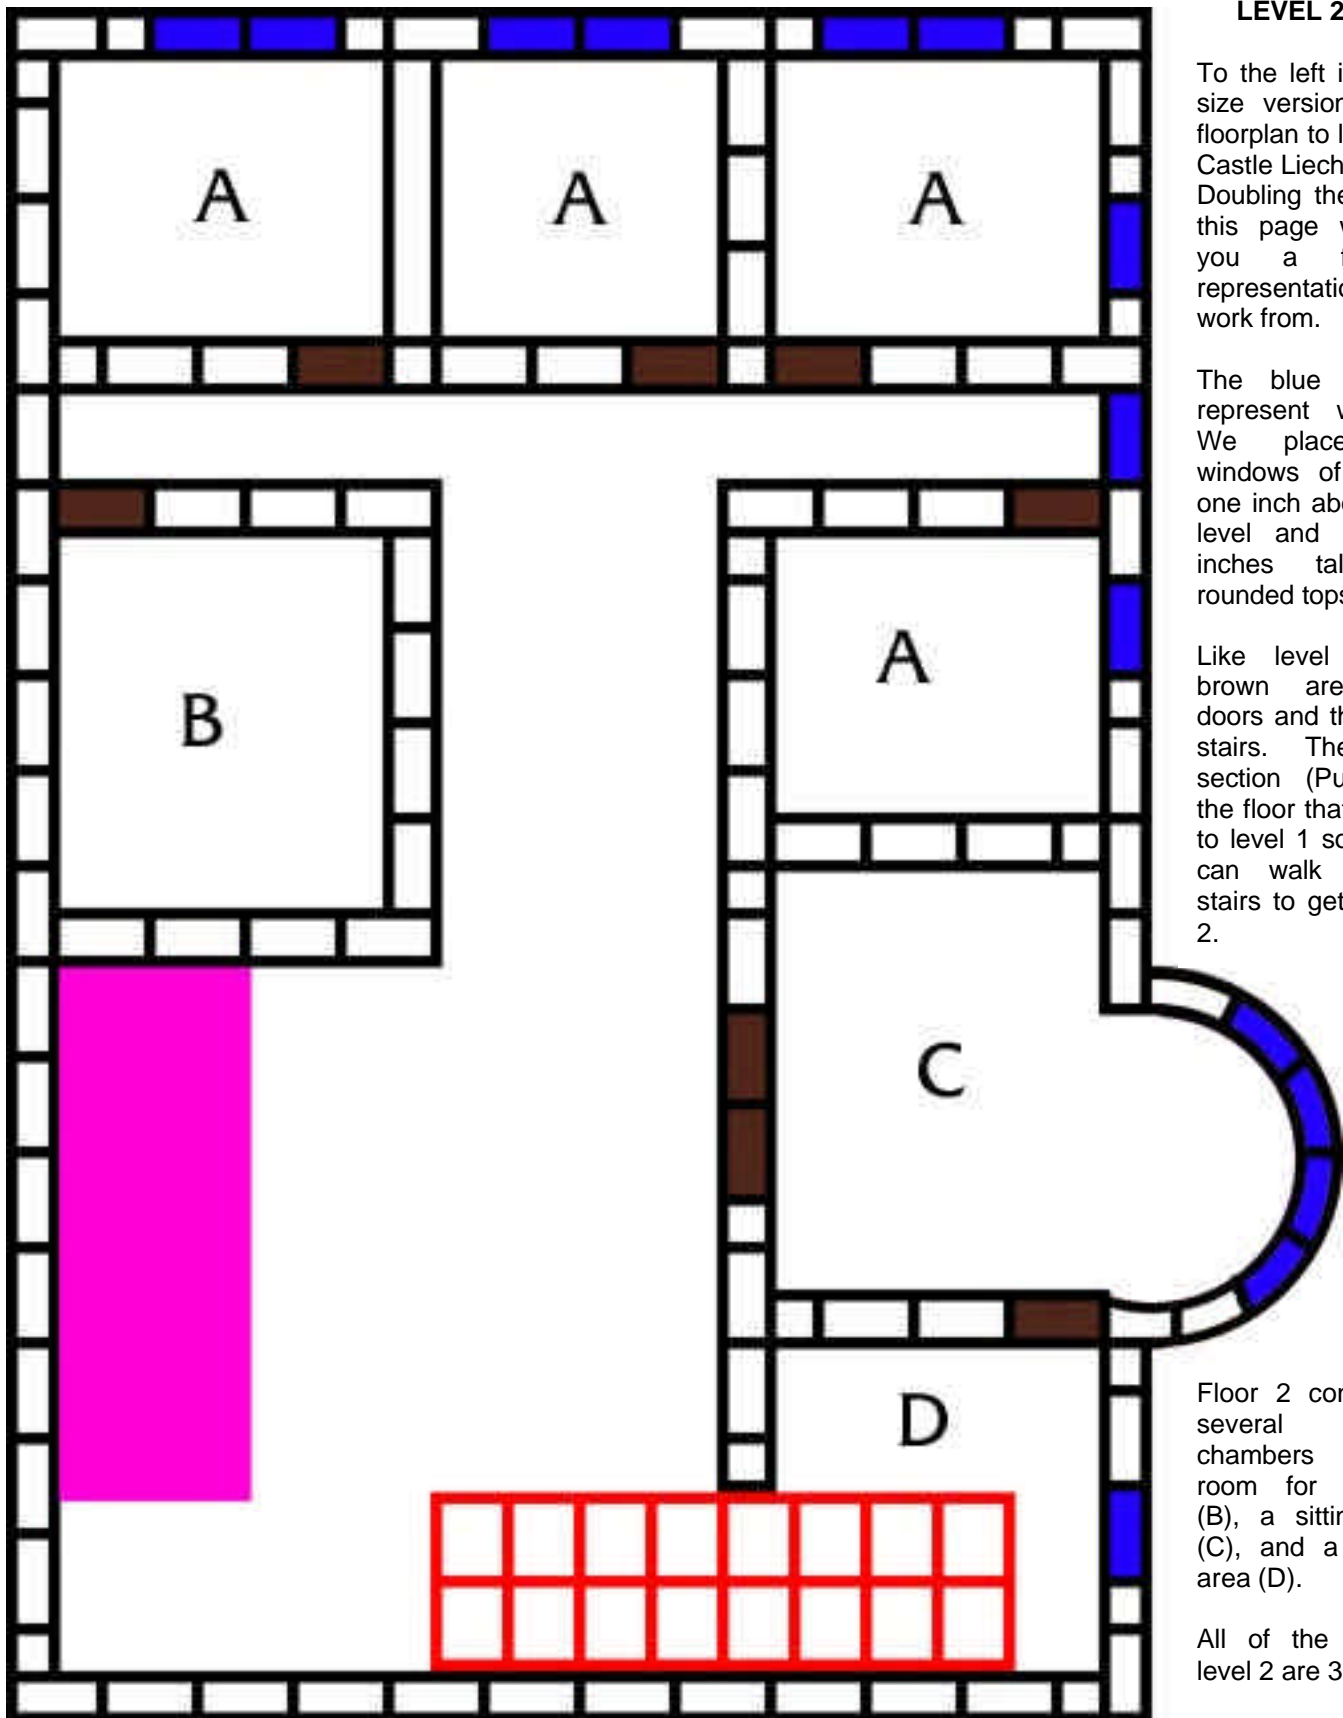 LEVEL 2
To the left i
size version
floorplan to l
Castle Liech
Doubling the
this page w
you a f
representatio
work from.
The blue
represent w
We place
windows of
one inch abo
level and
inches tal
rounded tops
Like level
brown are
doors and th
stairs. The
section (Pu
the floor that
to level 1 so
can walk
stairs to get
2.
Floor 2 con
several
chambers
room for
(B), a sittin
(C), and a
area (D).
All of the
level 2 are 3
A
A
A
B
A
C
D